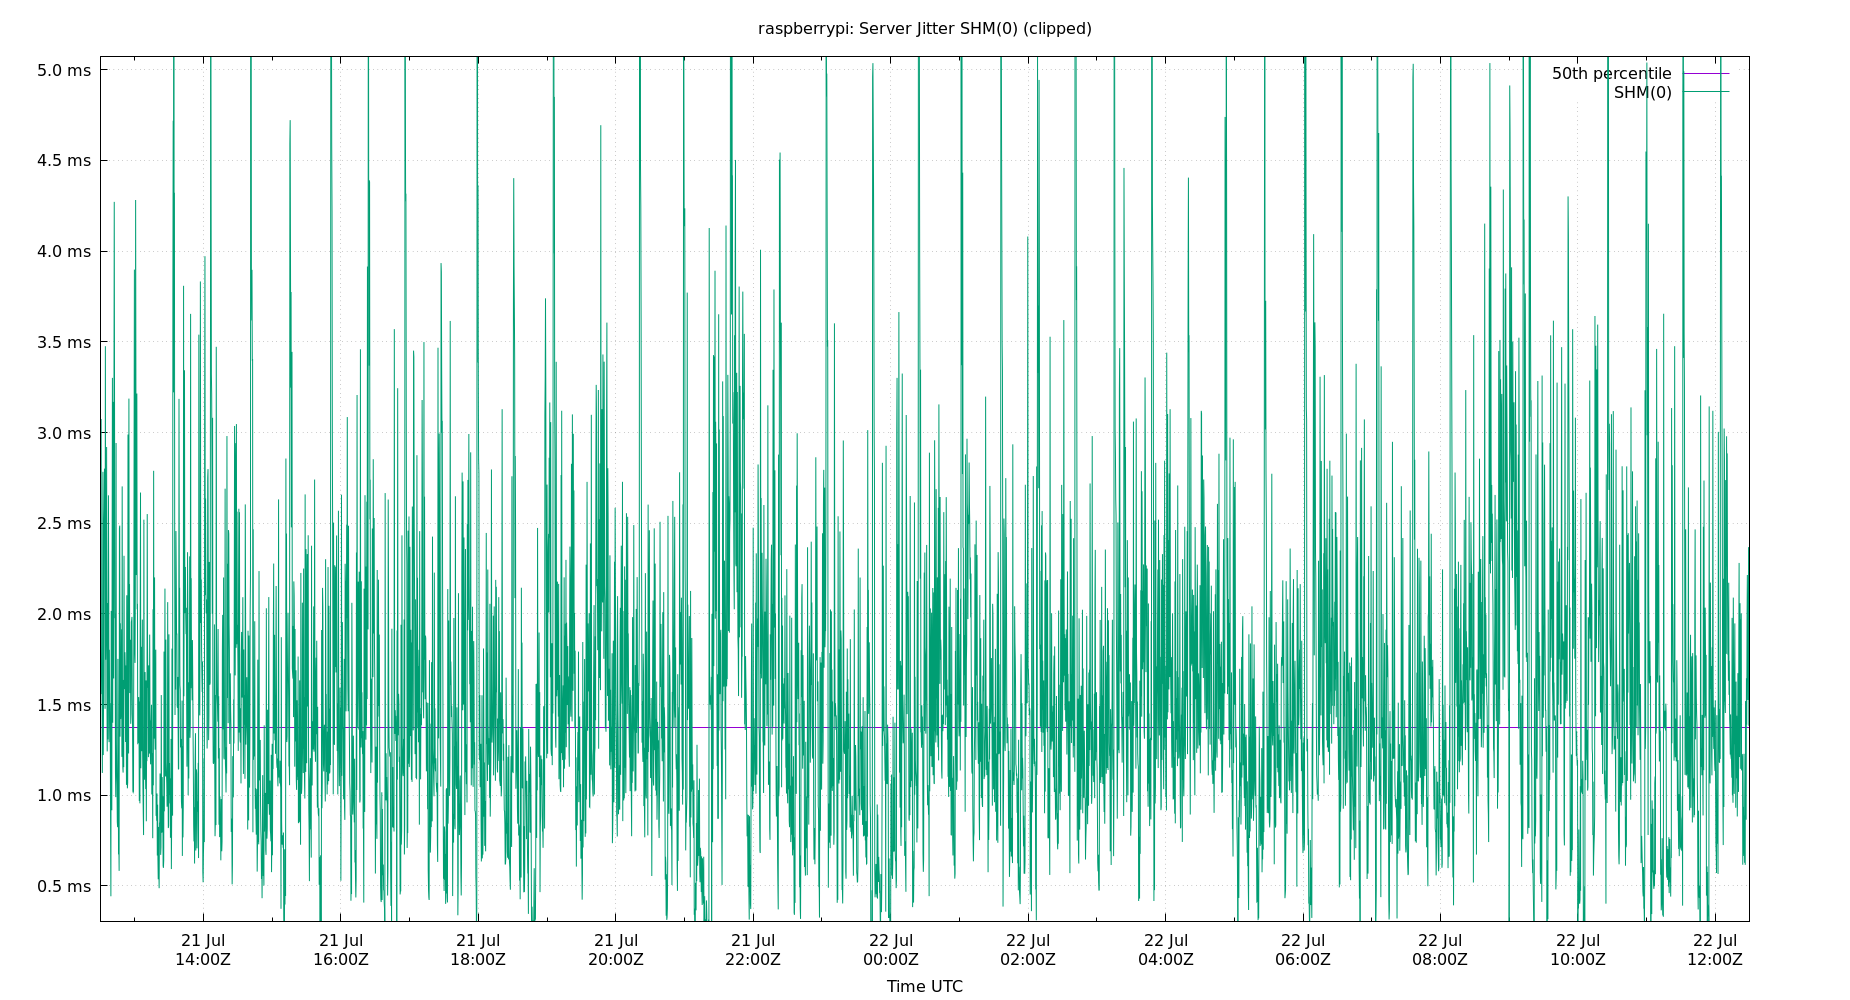 raspberrypi: Server Jitter SHM(0) (clipped)
5.0 ms
4.5 ms
4.0 ms
3.5 ms
3.0 ms
2.5 ms
2.0 ms
1.5 ms
1.0 ms
0.5 ms
50th percentile
SHM(0)
21 Jul 21 Jul 21 Jul 21 Jul 21 Jul 22 Jul 22 Jul 22 Jul 22 Jul 22 Jul 22 Jul 22 Jul
14:00Z 16:00Z 18:00Z 20:00Z 22:00Z 00:00Z 02:00Z 04:00Z 06:00Z 08:00Z 10:00Z 12:00Z
Time UTC